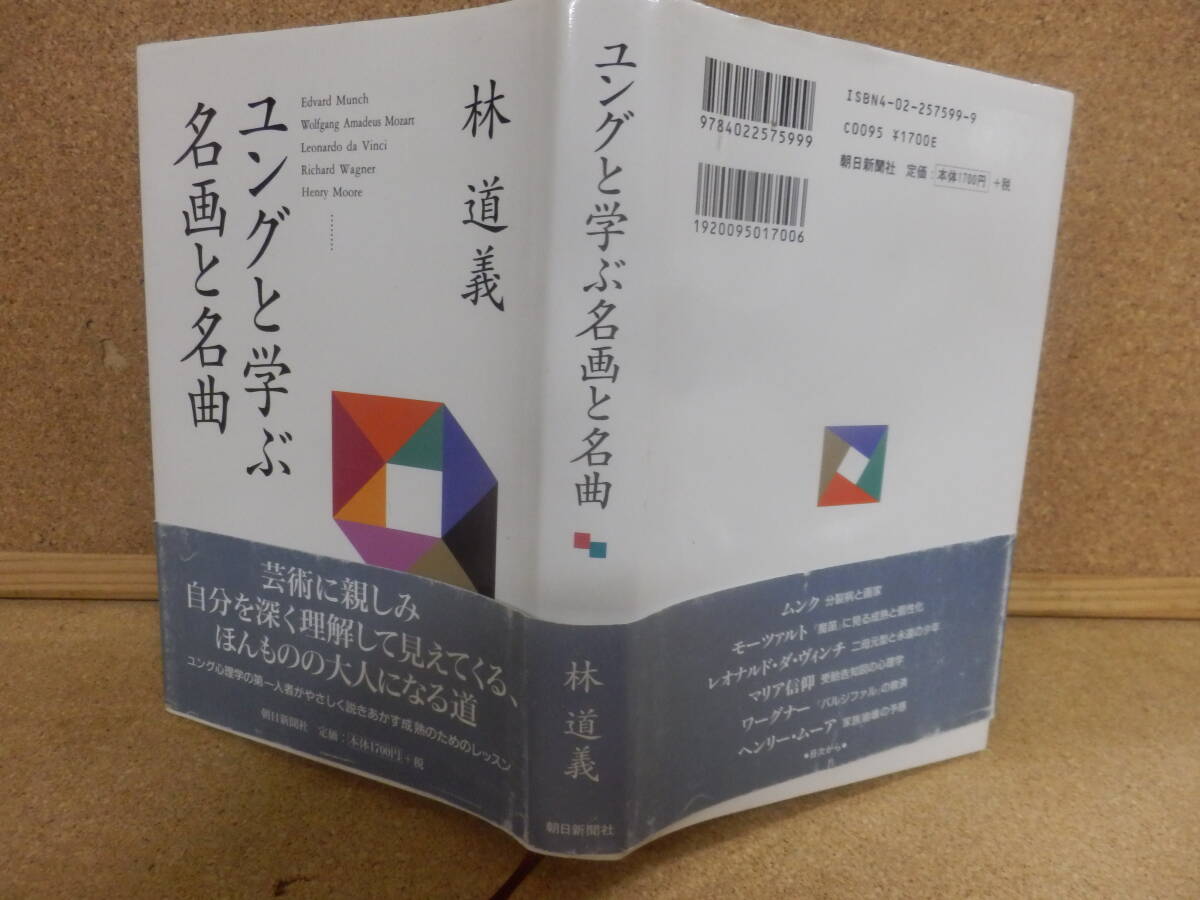 林 道義
ユングと学ぶ
名画と名曲
Edvard Munch
Wolfgang Amadeus Mozart
Leonardo da Vinci
Richard Wagner
Henry Moore
………
芸術に親しみ
自分を深く理解して見えてくる、
ほんものの大人になる道
ユング心理学の第一人者がやさしく説きあかす成熟のためのレッスン
朝日新聞社 定価：本体1700円+税
ユングと学ぶ名画と名曲
林 道義
朝日新聞社
9784022575999
1920095017006
ISBN4-02-257599-9
C0095 ¥1700E
朝日新聞社 定価：本体1700円+税
ムンク 分裂病と画家
モーツァルト 「魔笛」に見る成熟と個性化
レオナルド・ダ・ヴィンチ 二母元型と永遠の少年
マリア信仰 受胎告知図の心理学
ワーグナー 「パルジファル」の救済
ヘンリー・ムーア 家族崩壊の予感
●目次から●